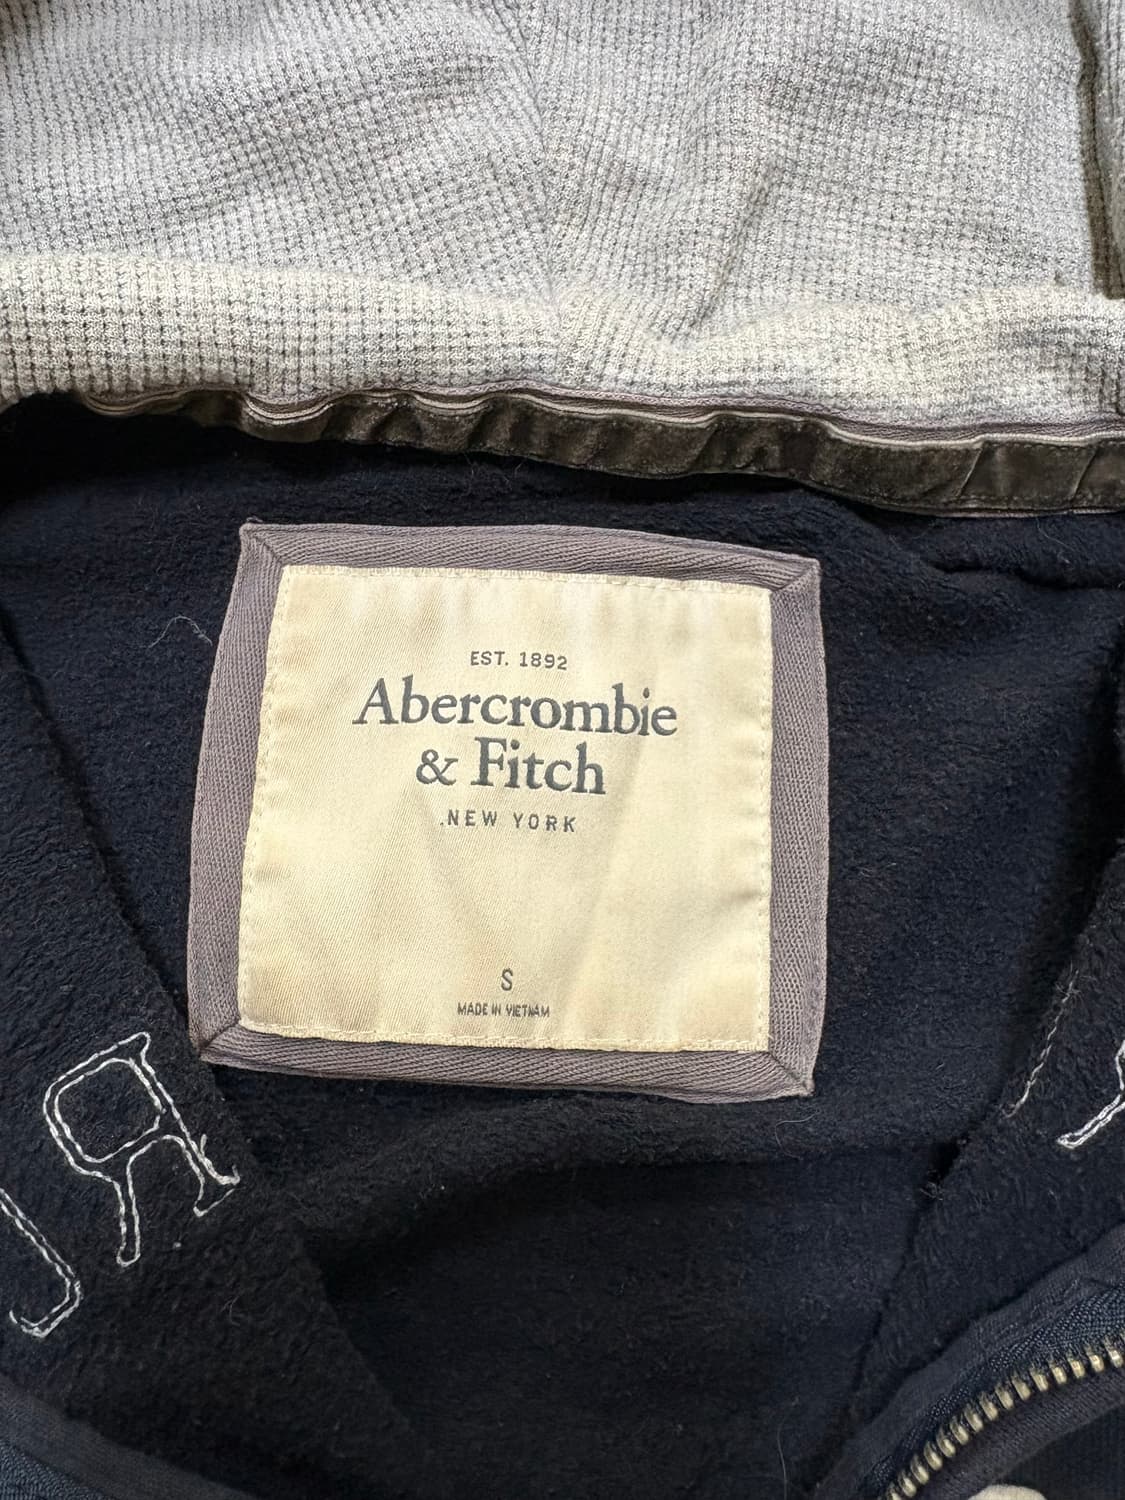 EST. 1892
Abercrombie
& Fitch
NEW YORK
S
MADE IN VIETNAM